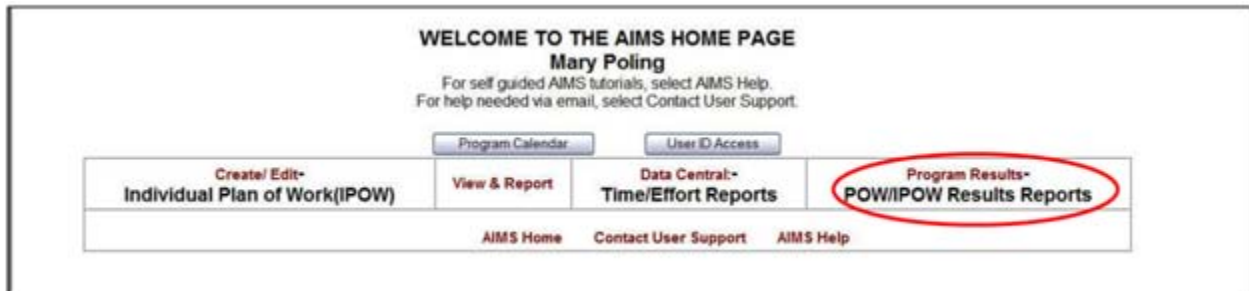 WELCOME TO THE AIMS HOME PAGE
Mary Poling
For self guided AIMS tutorials, select AIMS Help.
For help needed via email, select Contact User Support.
Program Calendar
User ID Access
Create/ Edit-
Individual Plan of Work(IPOW)
View & Report
Data Central:-
Time/Effort Reports
Program Results-
POW/IPOW Results Reports
AIMS Home
Contact User Support
AIMS Help